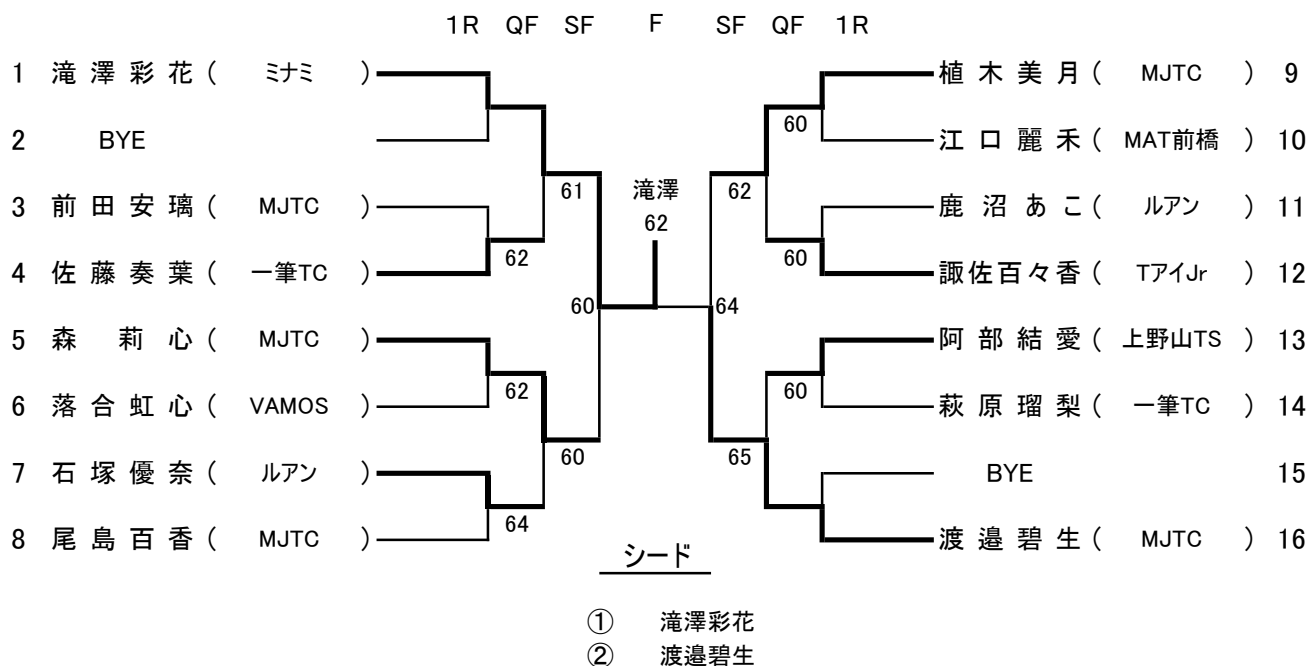 1R QF SF F SF QF 1R
1 滝澤彩花 ( ミナミ ) 植木美月 ( MJTC ) 9
60
2 BYE 江口麗禾 ( MAT前橋 ) 10
61 滝澤 62
3 前田安璃 ( MJTC ) 鹿沼あこ ( ルアン ) 11
62
62 60
4 佐藤奏葉 ( 一筆TC ) 諏佐百々香 ( TアイJr ) 12
60 64
5 森 莉心 ( MJTC ) 阿部結愛 ( 上野山TS ) 13
62 60
6 落合虹心 ( VAMOS ) 萩原瑠梨 ( 一筆TC ) 14
60 65
7 石塚優奈 ( ルアン ) BYE 15
64
8 尾島百香 ( MJTC ) 渡邉碧生 ( MJTC ) 16
シード
① 滝澤彩花
② 渡邉碧生